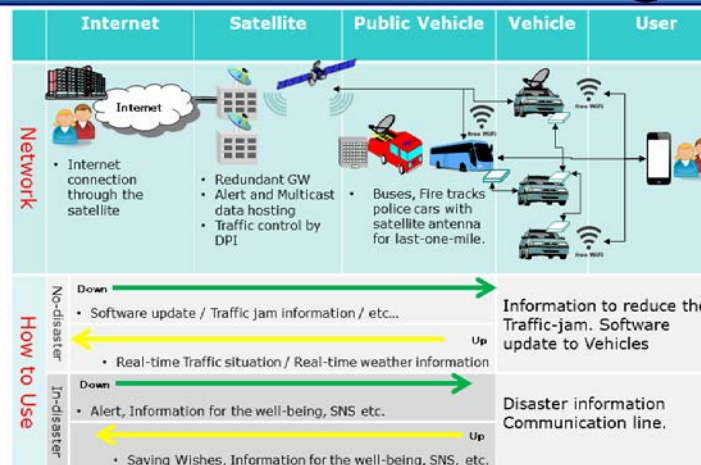 Internet
Satellite
Public Vehicle
Vehicle
User
Network
Internet
• Internet
connection
through the
satellite
• Redundant GW
• Alert and Multicast
data hosting
• Traffic control by
DPI
free WiFi
• Buses, Fire tracks
police cars with
satellite antenna
for last-one-mile.
free WiFi
free WiFi
How to Use
No-disaster
Down
• Software update / Traffic jam information / etc...
Up
• Real-time Traffic situation / Real-time weather information
Information to reduce the
Traffic-jam. Software
update to Vehicles
In-disaster
Down
• Alert, Information for the well-being, SNS etc.
Up
• Saving Wishes, Information for the well-being, SNS, etc.
Disaster information
Communication line.